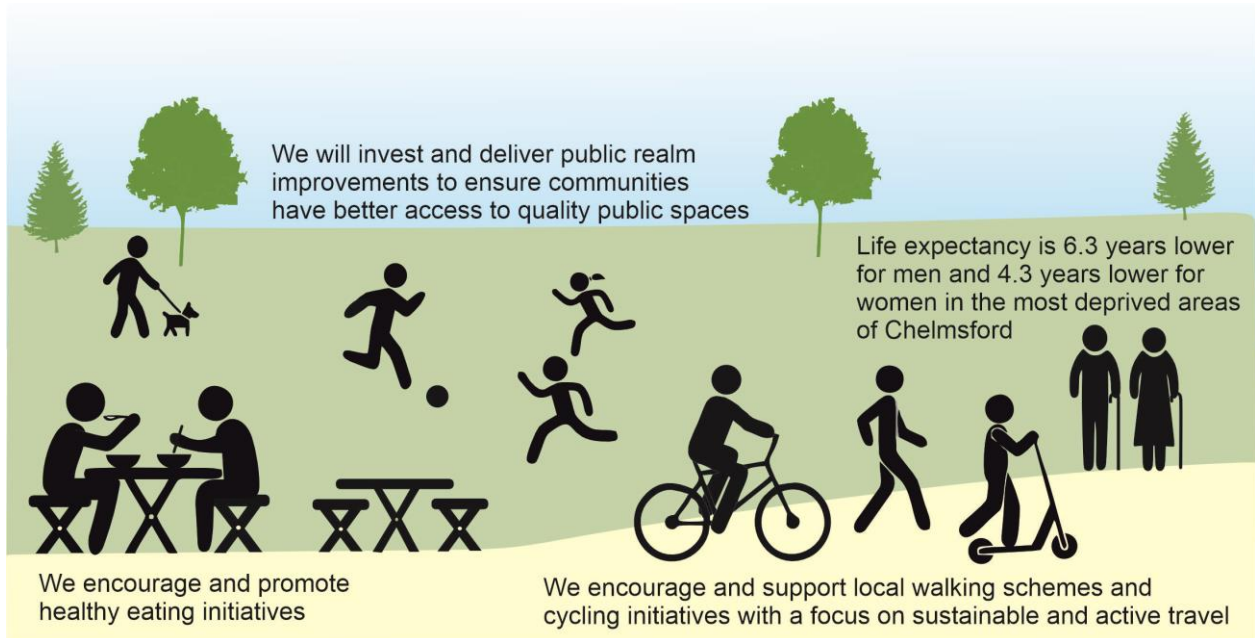 We will invest and deliver public realm
improvements to ensure communities
have better access to quality public spaces
Life expectancy is 6.3 years lower
for men and 4.3 years lower for
women in the most deprived areas
of Chelmsford
We encourage and promote
healthy eating initiatives
We encourage and support local walking schemes and
cycling initiatives with a focus on sustainable and active travel